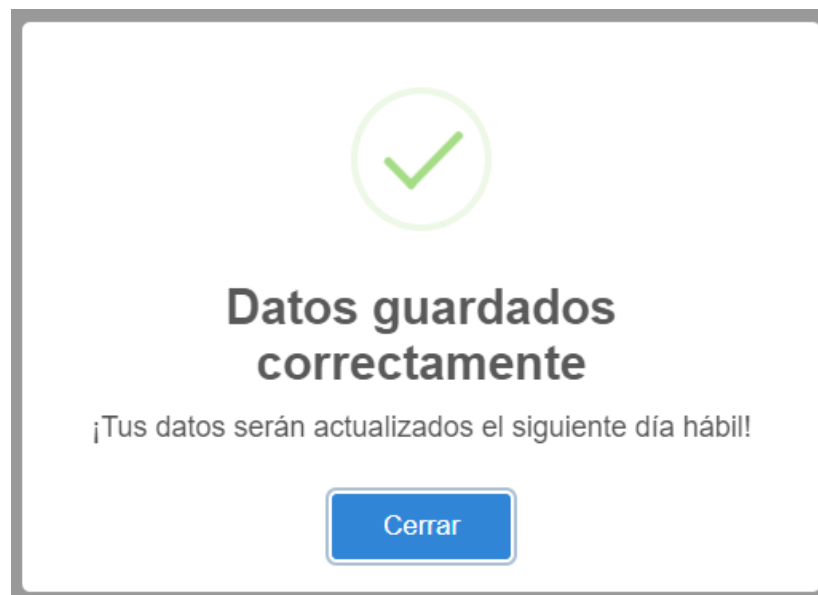 Datos guardados
correctamente
¡Tus datos serán actualizados el siguiente día hábil!
Cerrar